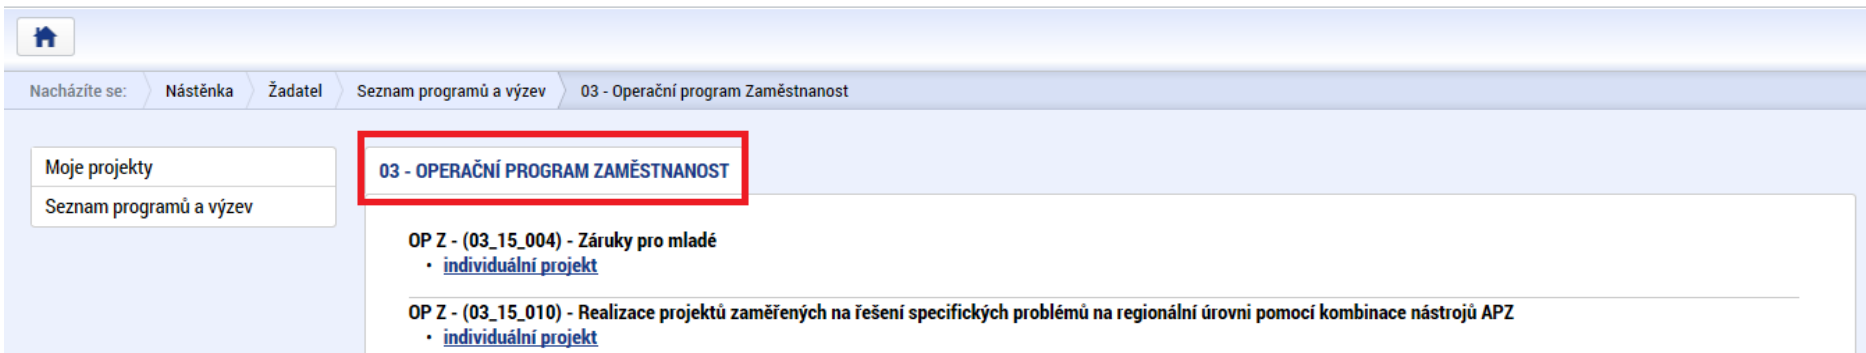 Nacházíte se: Nástěnka Žadatel Seznam programů a výzev 03 - Operační program Zaměstnanost
Moje projekty
Seznam programů a výzev
03 - OPERAČNÍ PROGRAM ZAMĚSTNANOST
OP Z - (03_15_004) - Záruky pro mladé
• individuální projekt
OP Z - (03_15_010) - Realizace projektů zaměřených na řešení specifických problémů na regionální úrovni pomocí kombinace nástrojů APZ
• individuální projekt